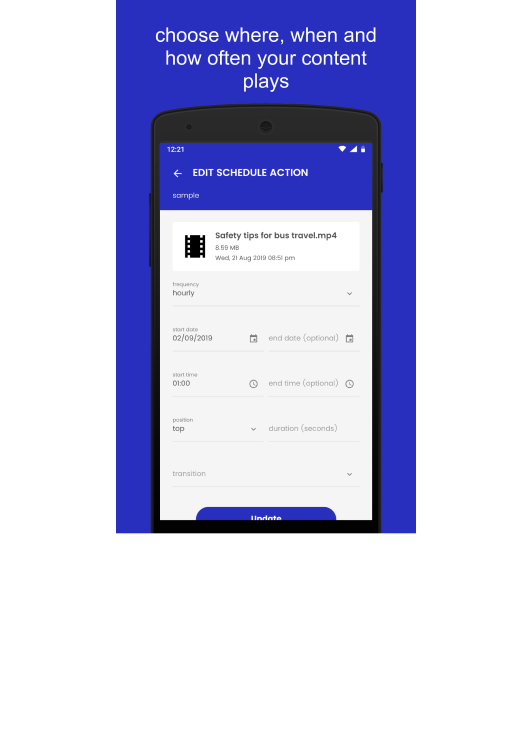 choose where, when and
how often your content
plays
12:21
EDIT SCHEDULE ACTION
sample
Safety tips for bus travel.mp4
8.59 MB
Wed, 21 Aug 2019 08:51 pm
frequency
hourly
start date
02/09/2019
end date (optional)
start time
01:00
end time (optional)
position
top
duration (seconds)
transition
Update